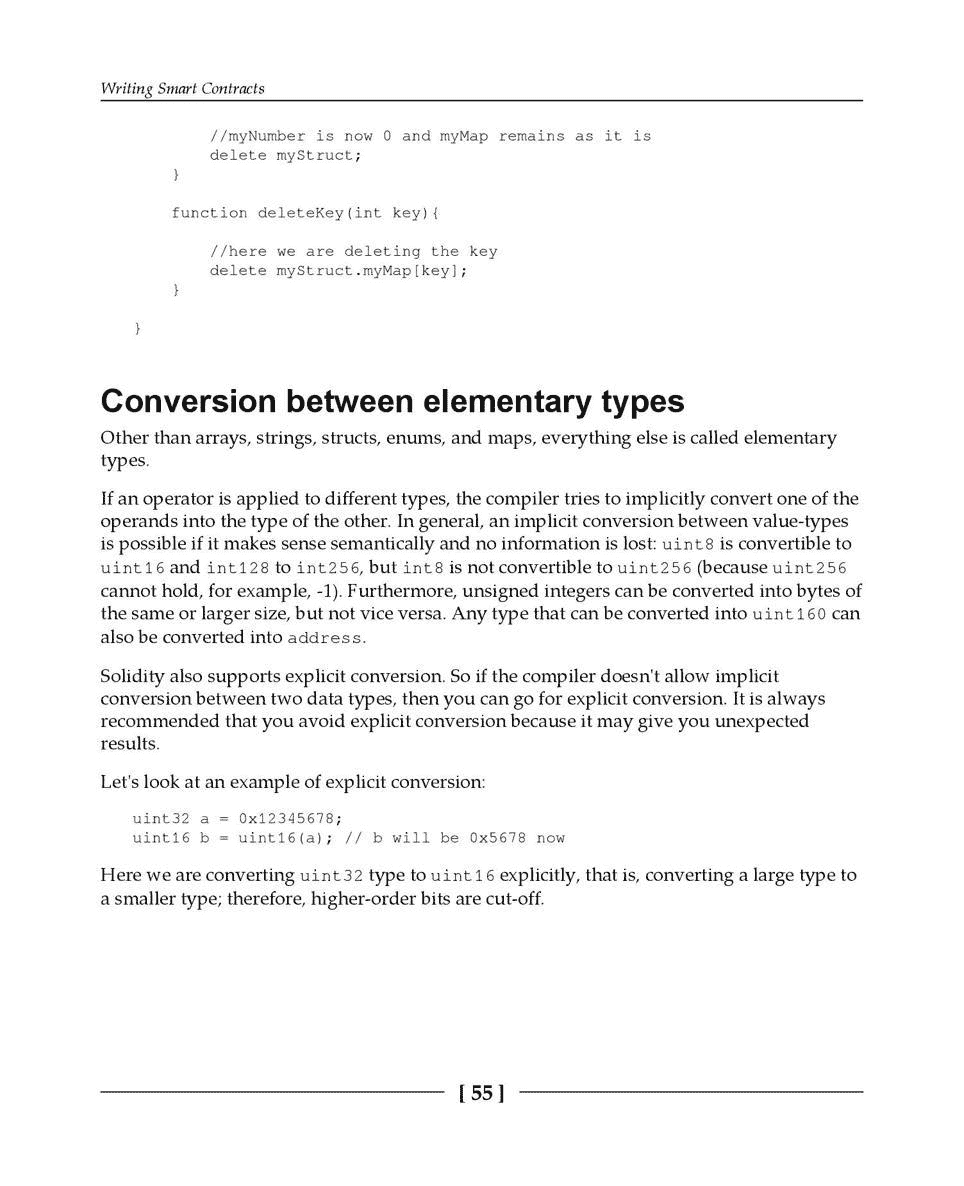 Writing Smart Contracts
//myNumber is now 0 and myMap remains as it is
delete myStruct;
}
function deleteKey(int key){
//here we are deleting the key
delete myStruct.myMap[key];
}
}
Conversion between elementary types
Other than arrays, strings, structs, enums, and maps, everything else is called elementary
types.
If an operator is applied to different types, the compiler tries to implicitly convert one of the
operands into the type of the other. In general, an implicit conversion between value-types
is possible if it makes sense semantically and no information is lost: uint8 is convertible to
uint16 and int128 to int256, but int8 is not convertible to uint256 (because uint256
cannot hold, for example, -1). Furthermore, unsigned integers can be converted into bytes of
the same or larger size, but not vice versa. Any type that can be converted into uint160 can
also be converted into address.
Solidity also supports explicit conversion. So if the compiler doesn't allow implicit
conversion between two data types, then you can go for explicit conversion. It is always
recommended that you avoid explicit conversion because it may give you unexpected
results.
Let's look at an example of explicit conversion:
uint32 a = 0x12345678;
uint16 b = uint16(a); // b will be 0x5678 now
Here we are converting uint32 type to uint16 explicitly, that is, converting a large type to
a smaller type; therefore, higher-order bits are cut-off.
[ 55 ]